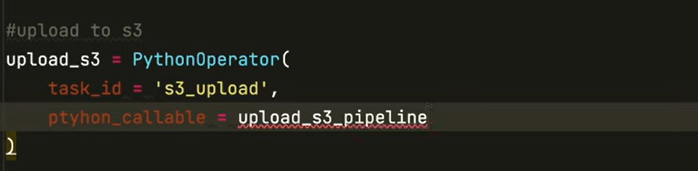 #upload to s3
upload_s3 = PythonOperator(
    task_id = 's3_upload',
    ptyhon_callable = upload_s3_pipeline
)